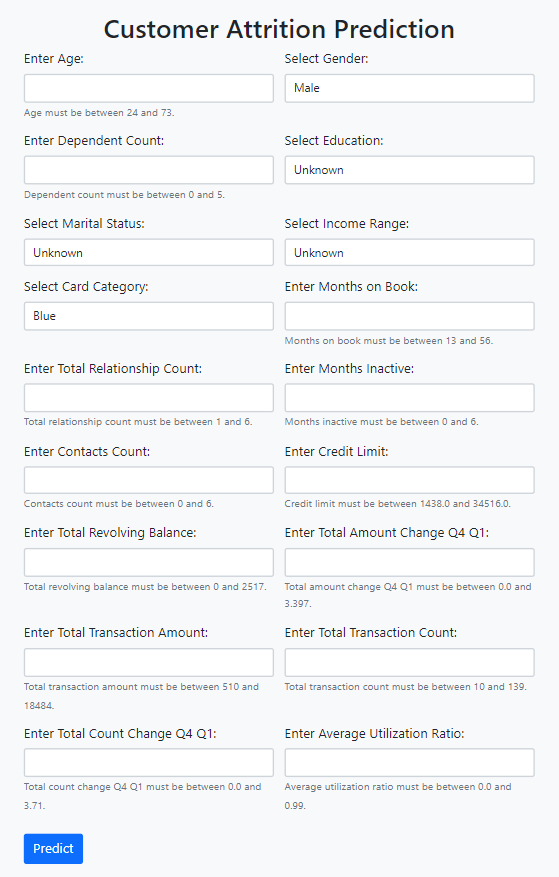 Customer Attrition Prediction
Enter Age:
Select Gender:
Male
Age must be between 24 and 73.
Enter Dependent Count:
Select Education:
Unknown
Dependent count must be between 0 and 5.
Select Marital Status:
Select Income Range:
Unknown
Unknown
Select Card Category:
Enter Months on Book:
Blue
Months on book must be between 13 and 56.
Enter Total Relationship Count:
Enter Months Inactive:
Total relationship count must be between 1 and 6.
Months inactive must be between 0 and 6.
Enter Contacts Count:
Enter Credit Limit:
Contacts count must be between 0 and 6.
Credit limit must be between 1438.0 and 34516.0.
Enter Total Revolving Balance:
Enter Total Amount Change Q4 Q1:
Total revolving balance must be between 0 and 2517.
Total amount change Q4 Q1 must be between 0.0 and
3.397.
Enter Total Transaction Amount:
Enter Total Transaction Count:
Total transaction amount must be between 510 and
18484.
Total transaction count must be between 10 and 139.
Enter Total Count Change Q4 Q1:
Enter Average Utilization Ratio:
Total count change Q4 Q1 must be between 0.0 and
3.71.
Average utilization ratio must be between 0.0 and
0.99.
Predict